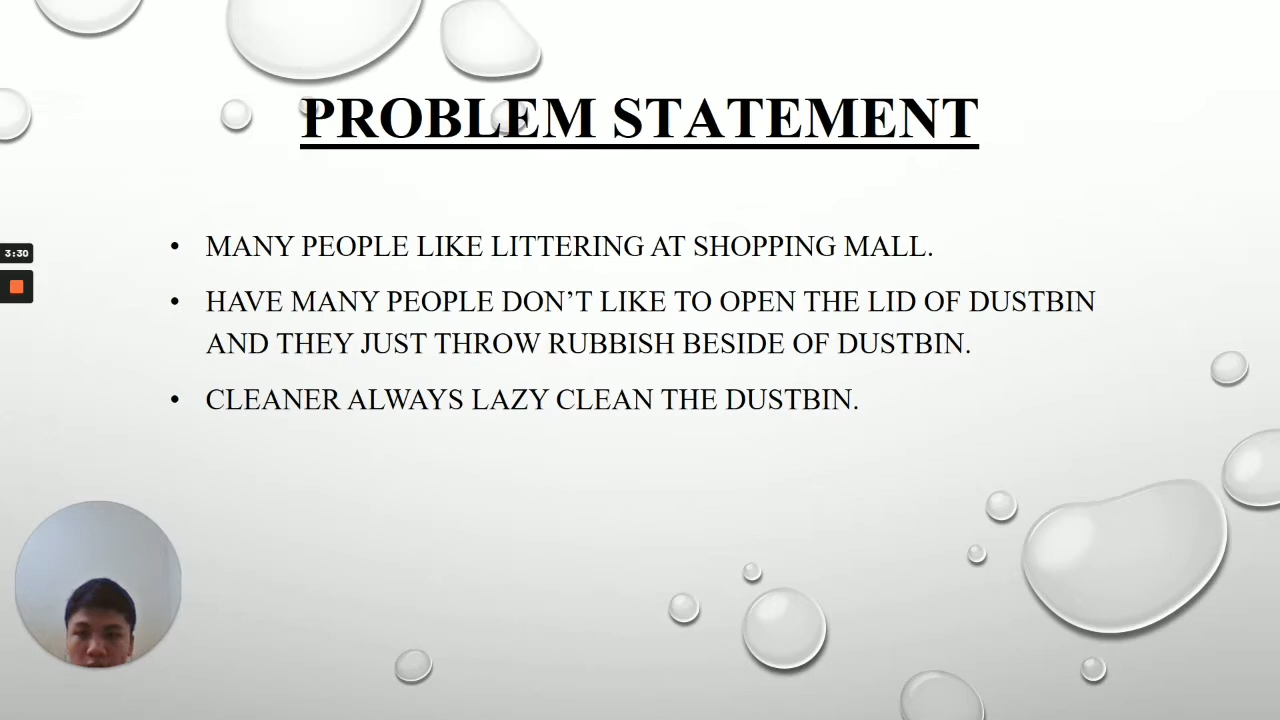 PROBLEM STATEMENT
• MANY PEOPLE LIKE LITTERING AT SHOPPING MALL.
• HAVE MANY PEOPLE DON’T LIKE TO OPEN THE LID OF DUSTBIN
AND THEY JUST THROW RUBBISH BESIDE OF DUSTBIN.
• CLEANER ALWAYS LAZY CLEAN THE DUSTBIN.
3:30